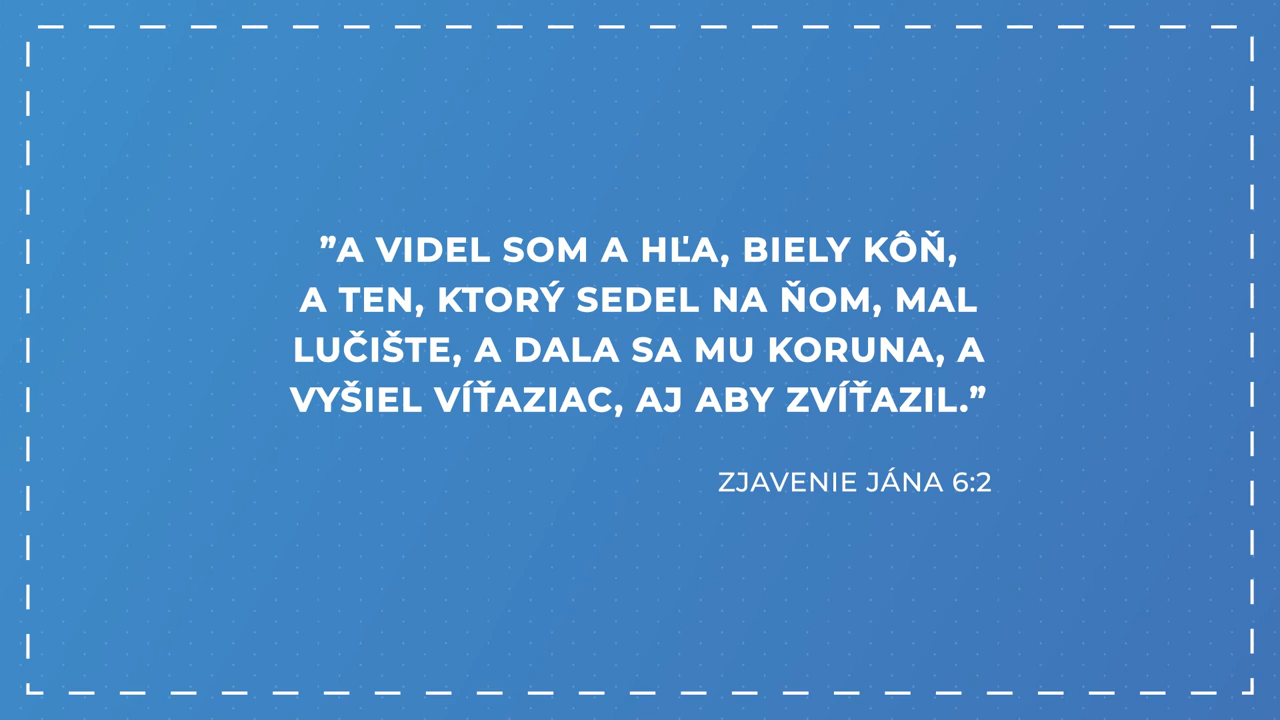 ”A VIDEL SOM A HĽA, BIELY KÔŇ,
A TEN, KTORÝ SEDEL NA ŇOM, MAL
LUČIŠTE, A DALA SA MU KORUNA, A
VYŠIEL VÍŤAZIAC, AJ ABY ZVÍŤAZIL.”
ZJAVENIE JÁNA 6:2